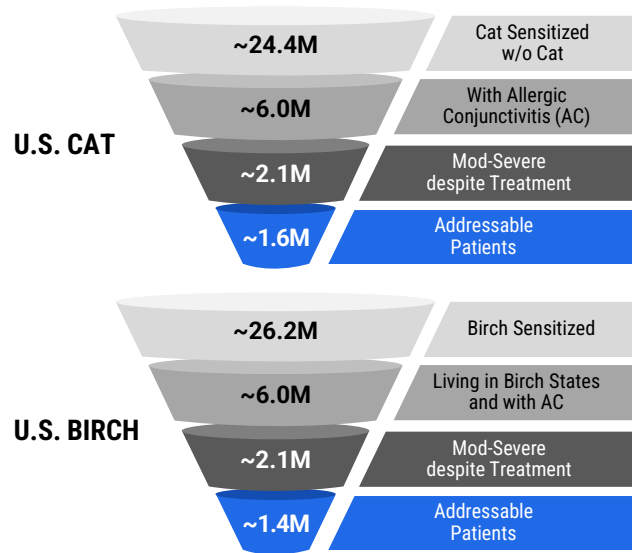 ~24.4M
Cat Sensitized
w/o Cat
~6.0M
With Allergic
Conjunctivitis (AC)
U.S. CAT
~2.1M
Mod-Severe
despite Treatment
~1.6M
Addressable
Patients
~26.2M
Birch Sensitized
~6.0M
Living in Birch States
and with AC
U.S. BIRCH
~2.1M
Mod-Severe
despite Treatment
~1.4M
Addressable
Patients